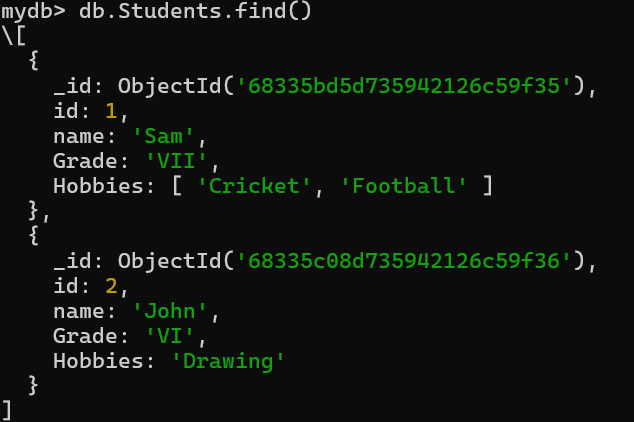 mydb> db.Students.find()
\[
  {
    _id: ObjectId('68335bd5d735942126c59f35'),
    id: 1,
    name: 'Sam',
    Grade: 'VII',
    Hobbies: [ 'Cricket', 'Football' ]
  },
  {
    _id: ObjectId('68335c08d735942126c59f36'),
    id: 2,
    name: 'John',
    Grade: 'VI',
    Hobbies: 'Drawing'
  }
]